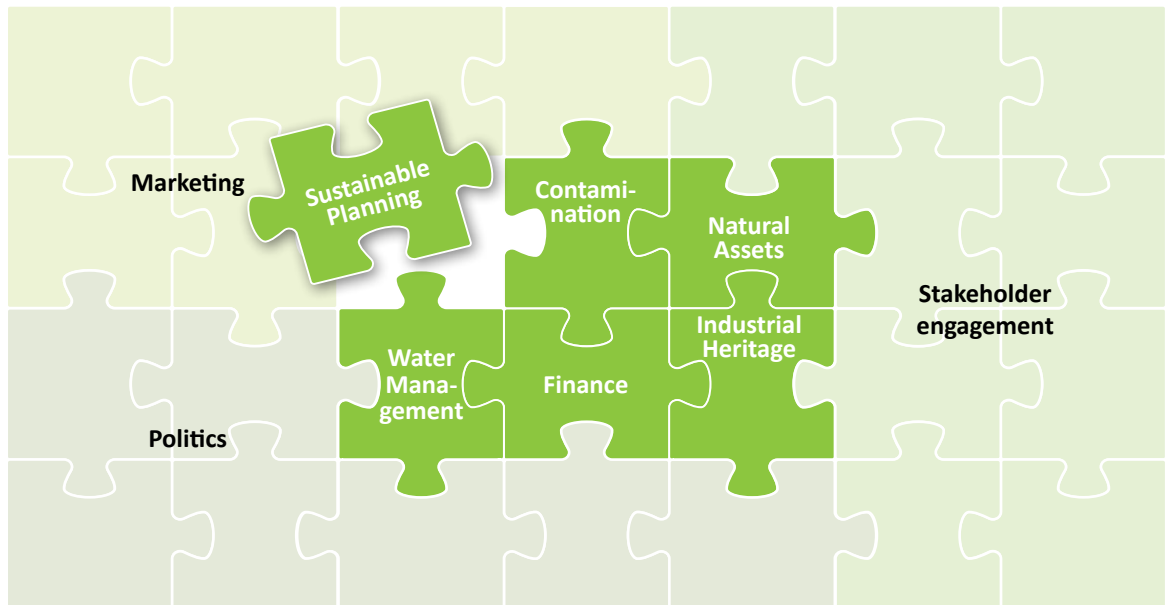 Marketing
Sustainable
Planning
Contami-
nation
Natural
Assets
Stakeholder
engagement
Industrial
Heritage
Water
Mana-
gement
Finance
Politics